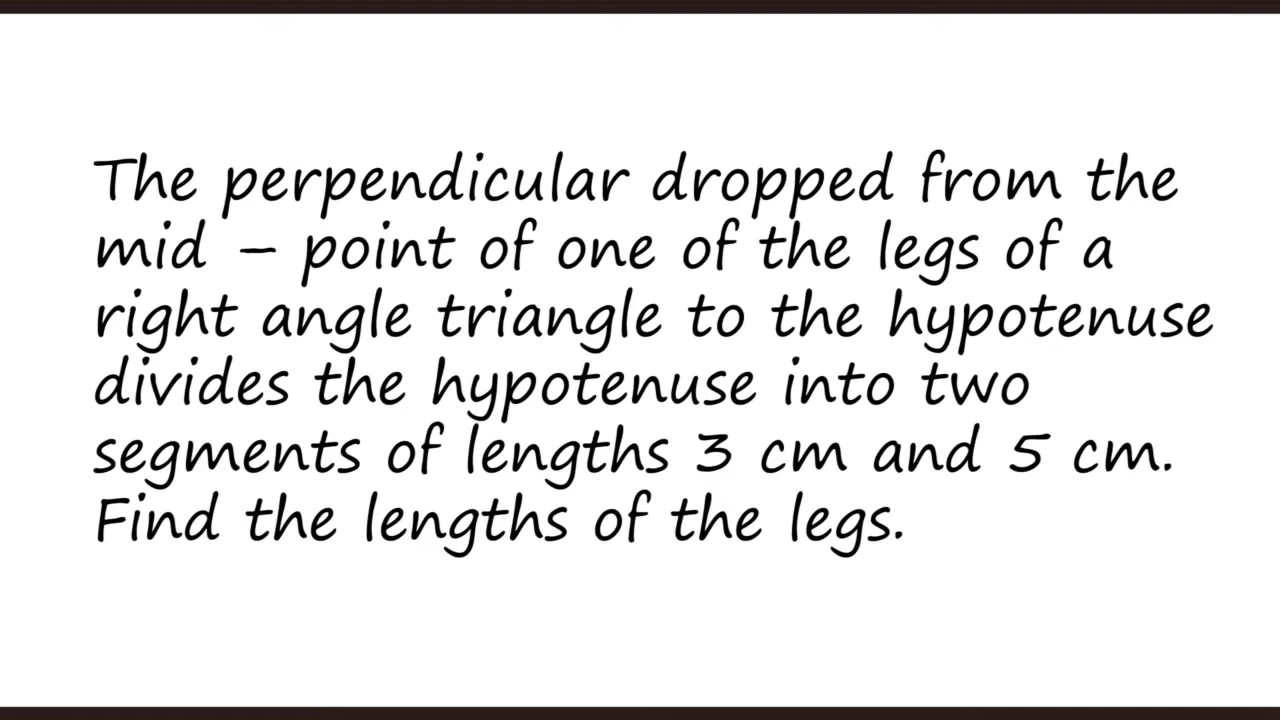 The perpendicular dropped from the
mid – point of one of the legs of a
right angle triangle to the hypotenuse
divides the hypotenuse into two
segments of lengths 3 cm and 5 cm.
Find the lengths of the legs.